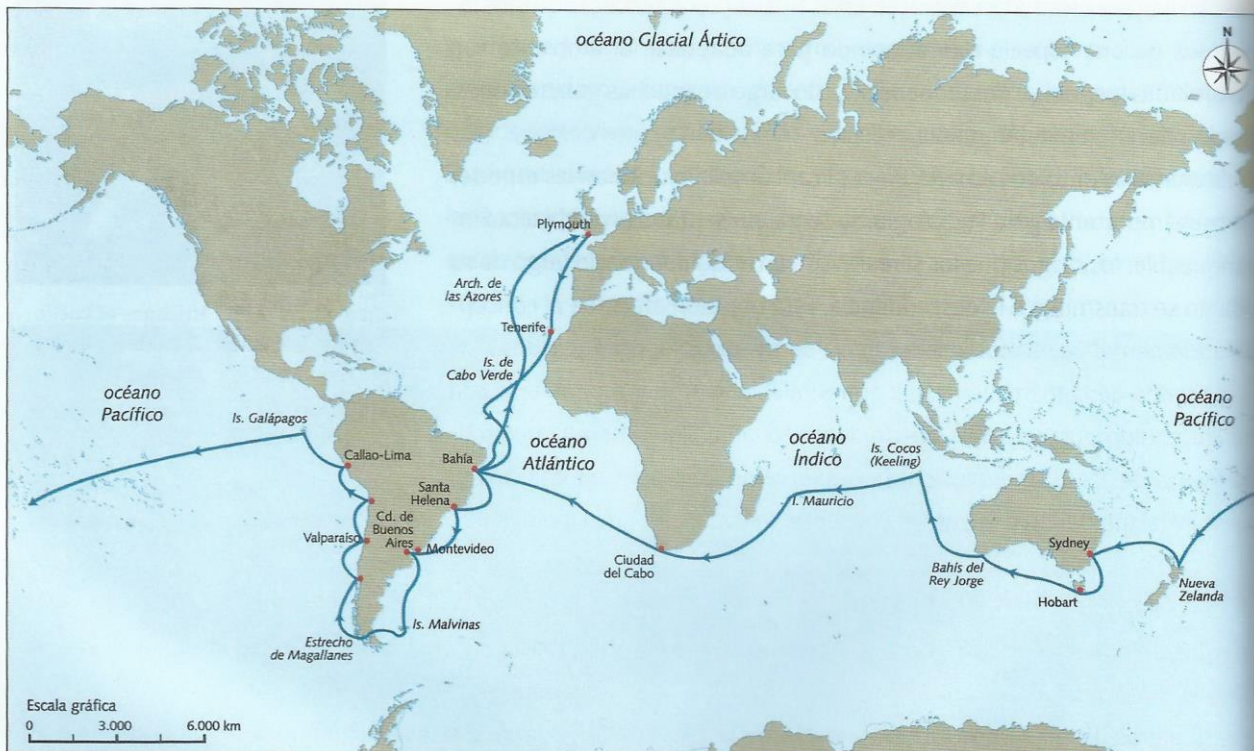 océano Glacial Ártico
N
Plymouth
Arch. de
las Azores
Tenerife
Is. de
Cabo Verde
océano
Pacífico
Is. Galápagos
Callao-Lima
Bahía
océano
Atlántico
océano
Índico
Is. Cocos
(Keeling)
océano
Pacífico
Santa
Helena
Cd. de
Buenos
Aires
Valparaíso
Montevideo
I. Mauricio
Sydney
Ciudad
del Cabo
Bahís del
Rey Jorge
Hobart
Nueva
Zelanda
Is. Malvinas
Estrecho
de Magallanes
Escala gráfica
0 3.000 6.000 km